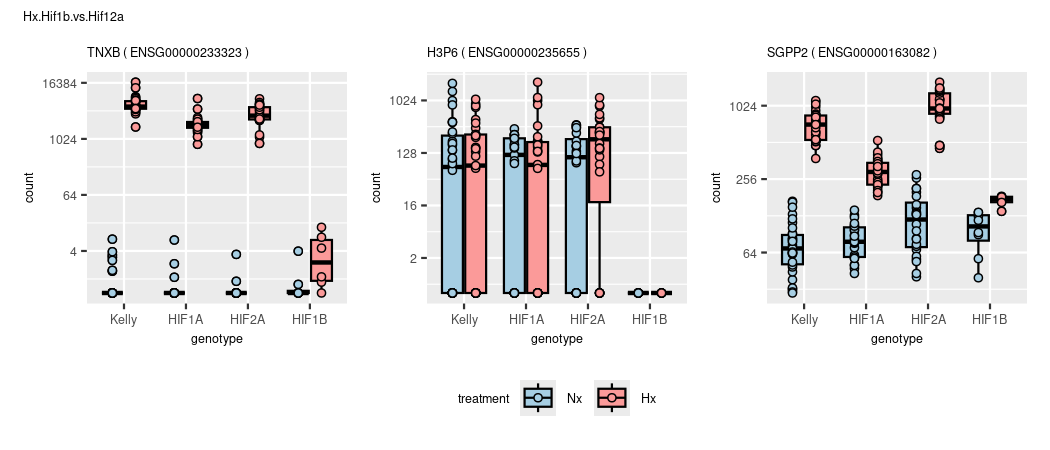 Hx.Hif1b.vs.Hif12a
TNXB ( ENSG00000233323 )
count
16384
1024
64
4
Kelly HIF1A HIF2A HIF1B
genotype
H3P6 ( ENSG00000235655 )
count
1024
128
16
2
Kelly HIF1A HIF2A HIF1B
genotype
SGPP2 ( ENSG00000163082 )
count
1024
256
64
Kelly HIF1A HIF2A HIF1B
genotype
treatment Nx Hx